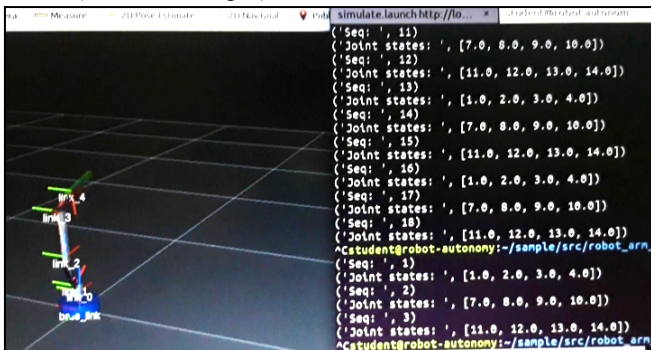 Measure
2D Pose Estimate
2D Nav Goal
Publ
simulate.launch http://lo... ×
student@robot-autonom
('Seq: ', 11)
('Joint states: ', [7.0, 8.0, 9.0, 10.0])
('Seq: ', 12)
('Joint states: ', [11.0, 12.0, 13.0, 14.0])
('Seq: ', 13)
('Joint states: ', [1.0, 2.0, 3.0, 4.0])
('Seq: ', 14)
('Joint states: ', [7.0, 8.0, 9.0, 10.0])
('Seq: ', 15)
('Joint states: ', [11.0, 12.0, 13.0, 14.0])
('Seq: ', 16)
('Joint states: ', [1.0, 2.0, 3.0, 4.0])
('Seq: ', 17)
('Joint states: ', [7.0, 8.0, 9.0, 10.0])
('Seq: ', 18)
('Joint states: ', [11.0, 12.0, 13.0, 14.0])
^Cstudent@robot-autonomy:~/sample/src/robot_arm_
('Seq: ', 1)
('Joint states: ', [1.0, 2.0, 3.0, 4.0])
('Seq: ', 2)
('Joint states: ', [7.0, 8.0, 9.0, 10.0])
('Seq: ', 3)
('Joint states: ', [11.0, 12.0, 13.0, 14.0])
^Cstudent@robot-autonomy:~/sample/src/robot_arm
link_4
link_3
link_2
link_0
base_link